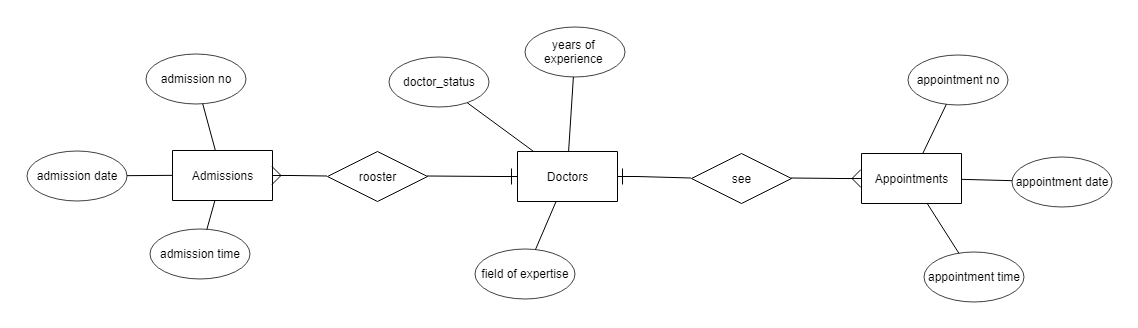 years of
experience
admission no
doctor_status
appointment no
admission date
Admissions
rooster
Doctors
see
Appointments
appointment date
admission time
field of expertise
appointment time